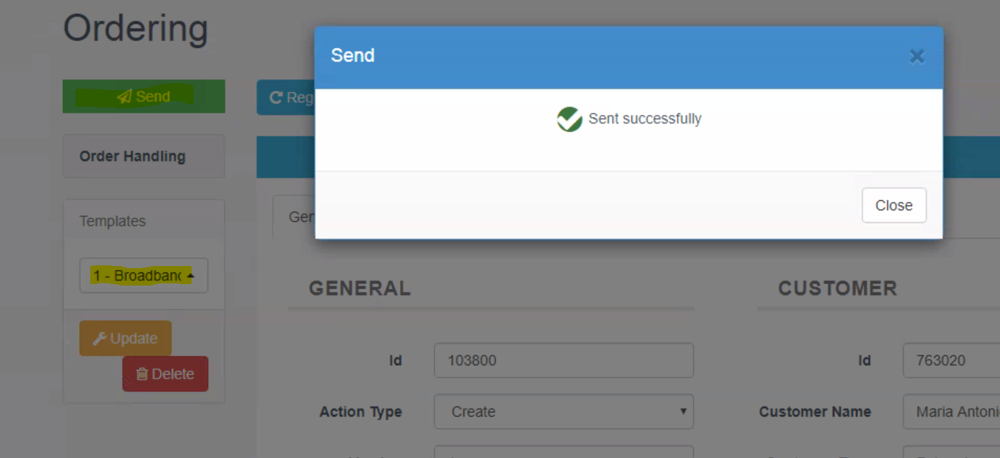 Ordering
Send
Send
Reg
Sent successfully
Order Handling
Close
Templates
Ger
1 - Broadband
GENERAL
CUSTOMER
Update
Delete
Id
103800
Id
763020
Action Type
Create
Customer Name
Maria Antoni